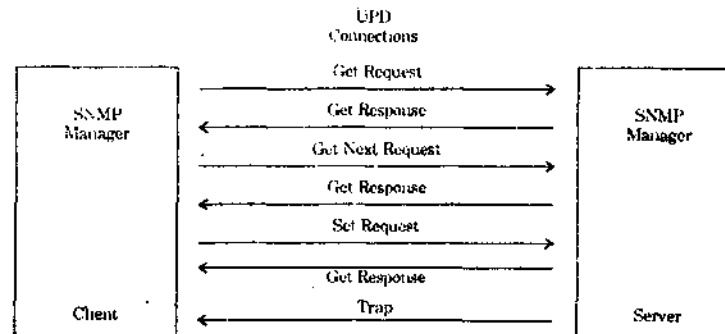 UPD
Connections
Get Request
Get Response
SNMP
Manager
SNMP
Manager
Get Next Request
Get Response
Set Request
Get Response
Client
Trap
Server